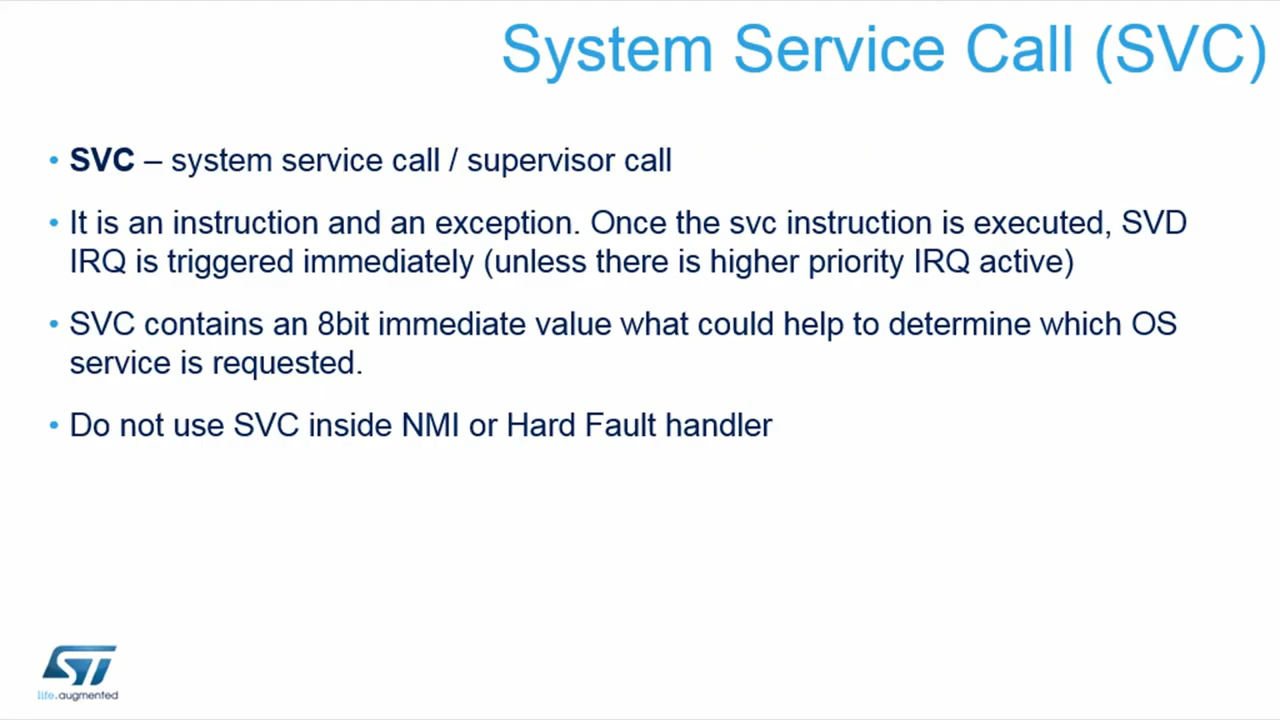 System Service Call (SVC)
• SVC – system service call / supervisor call
• It is an instruction and an exception. Once the svc instruction is executed, SVD
IRQ is triggered immediately (unless there is higher priority IRQ active)
• SVC contains an 8bit immediate value what could help to determine which OS
service is requested.
• Do not use SVC inside NMI or Hard Fault handler
ST
life.augmented